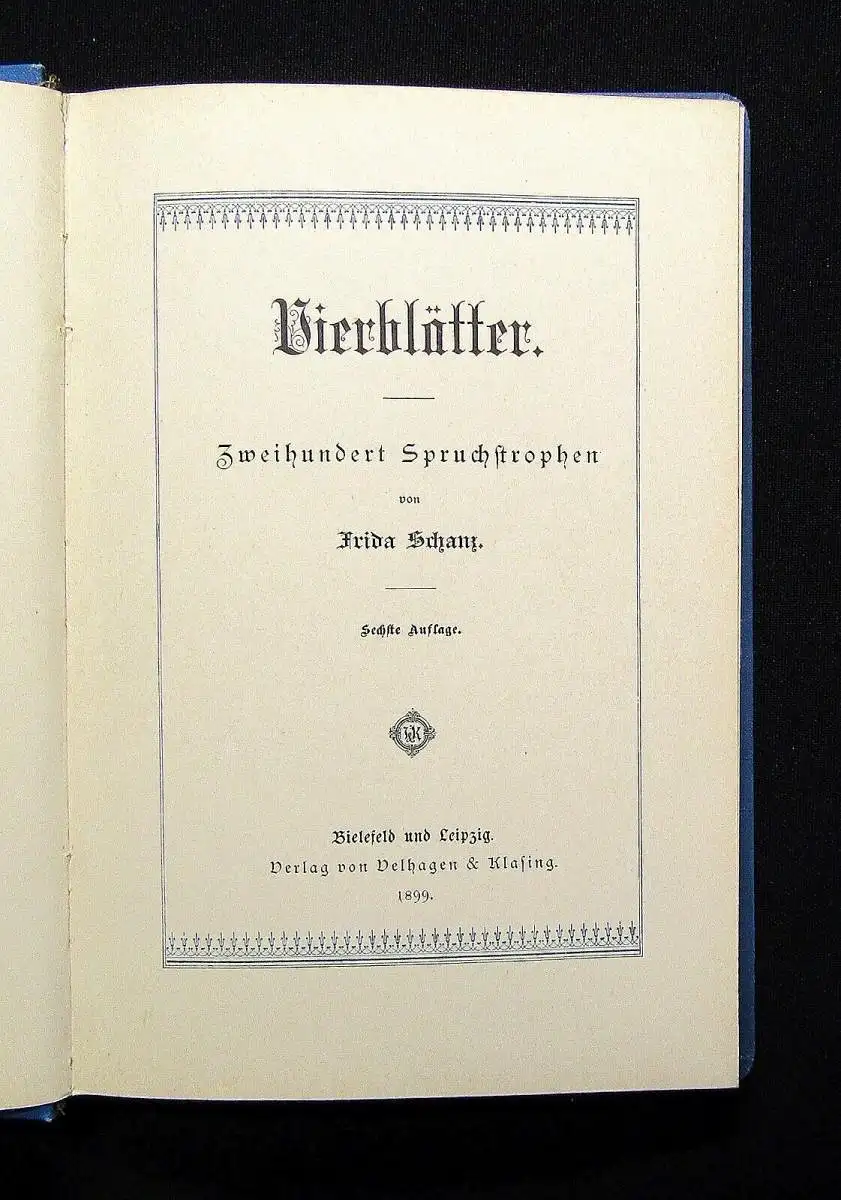 Vierblätter.
Zweihundert Spruchstrophen
von
Frida Schanz.
Sechste Auflage.
V&K
Bielefeld und Leipzig.
Verlag von Velhagen & Klasing.
1899.